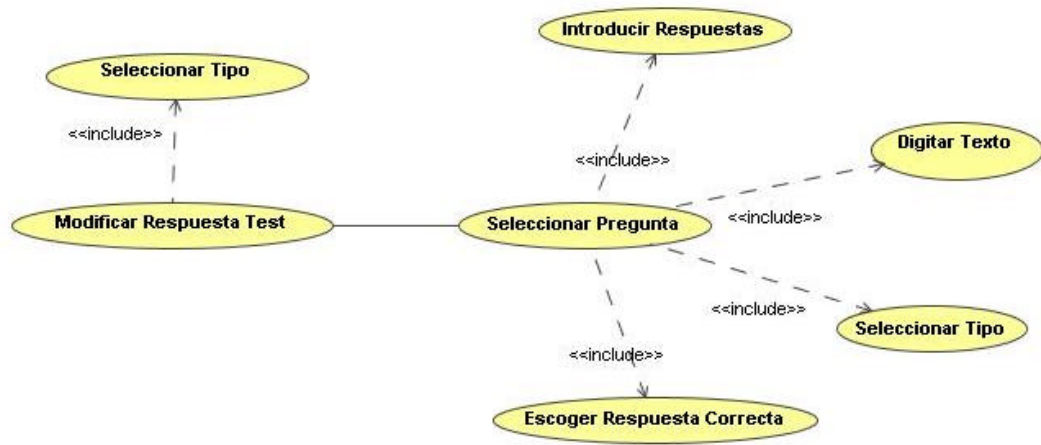 Introducir Respuestas
Seleccionar Tipo
<<include>>
<<include>>
Digitar Texto
Modificar Respuesta Test
Seleccionar Pregunta
<<include>>
<<include>>
Seleccionar Tipo
<<include>>
Escoger Respuesta Correcta